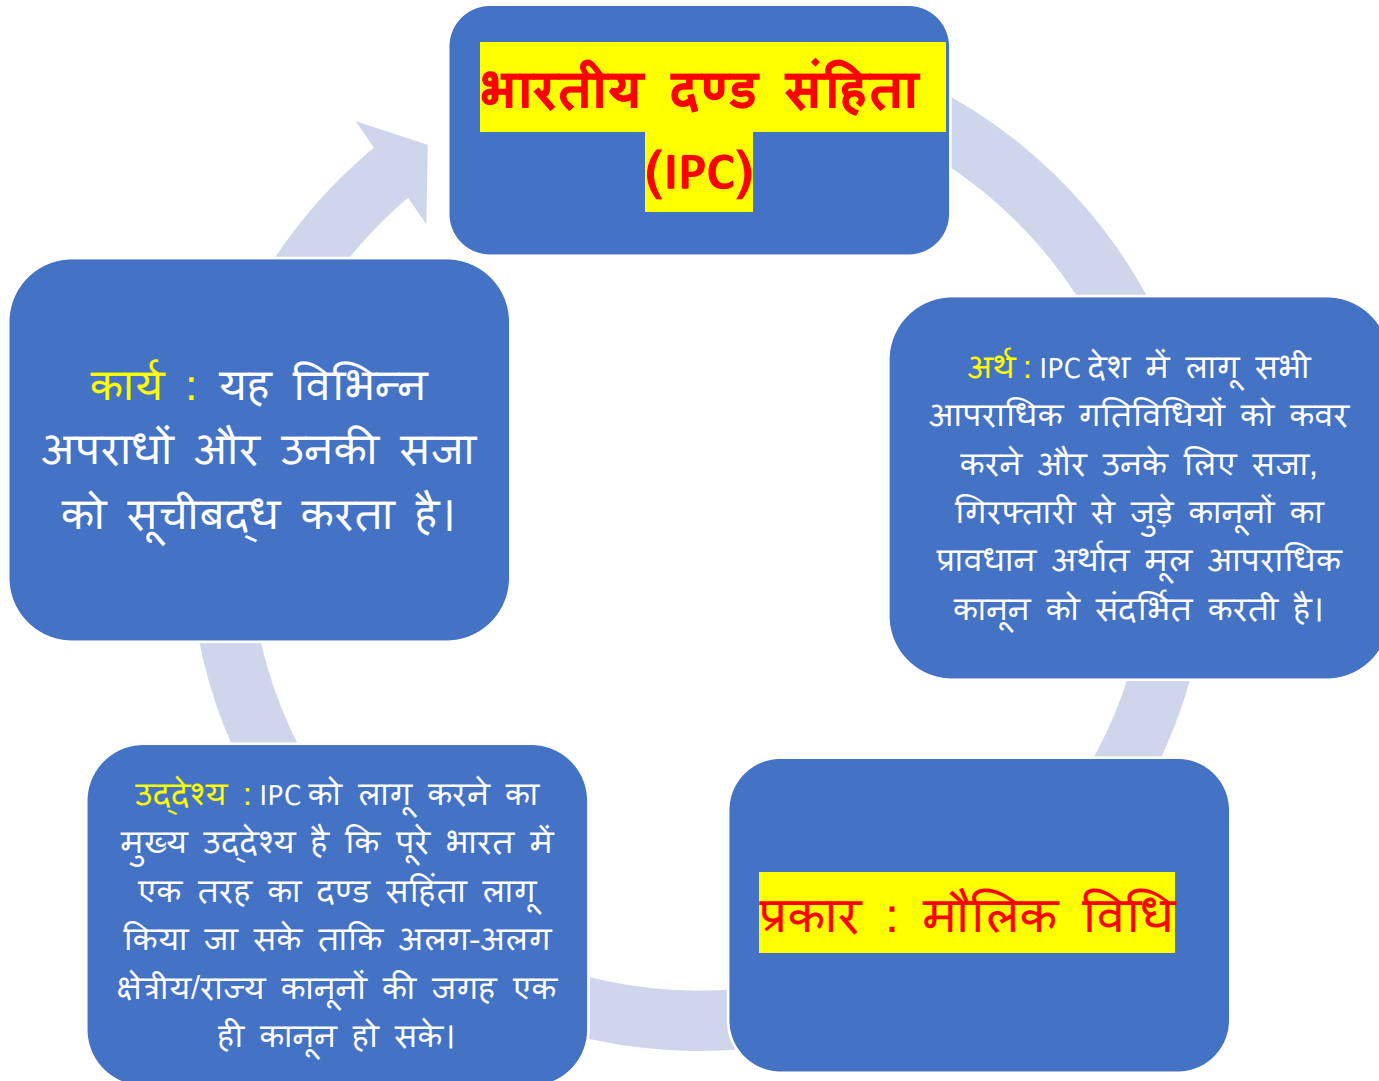 भारतीय दण्ड संहिता
(IPC)
अर्थ : IPC देश में लागू सभी
आपराधिक गतिविधियों को कवर
करने और उनके लिए सजा,
गिरफ्तारी से जुड़े कानूनों का
प्रावधान अर्थात मूल आपराधिक
कानून को संदर्भित करती है।
प्रकार : मौलिक विधि
उद्देश्य : IPC को लागू करने का
मुख्य उद्देश्य है कि पूरे भारत में
एक तरह का दण्ड सहिंता लागू
किया जा सके ताकि अलग-अलग
क्षेत्रीय/राज्य कानूनों की जगह एक
ही कानून हो सके।
कार्य : यह विभिन्न
अपराधों और उनकी सजा
को सूचीबद्ध करता है।